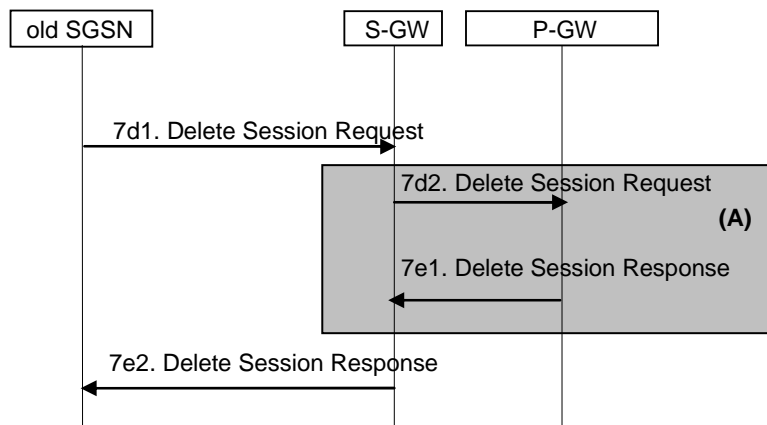 old SGSN
S-GW
P-GW
7d1. Delete Session Request
7d2. Delete Session Request
(A)
7e1. Delete Session Response
7e2. Delete Session Response